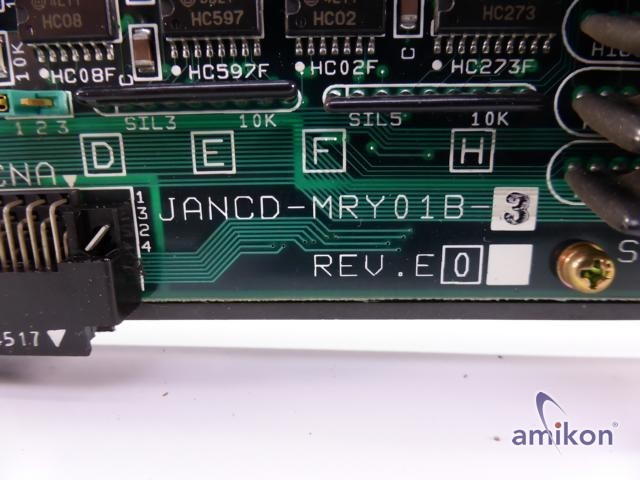 HC08 HC597 HC02 HC273
10K HC08F HC597F C HC02F C HC273F
1 2 3 SIL3 10K SIL5 10K
D E F H
CNA
1
3
2
4
JANCD-MRY01B-3
REV.E0
4517
amikon®